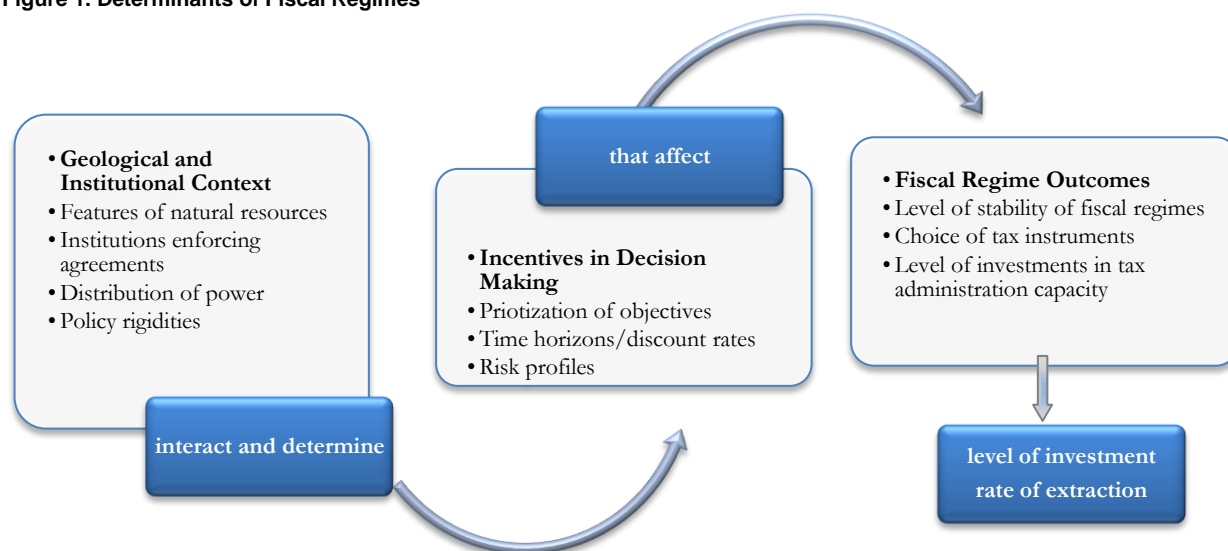 Figure 1: Determinants of Fiscal Regimes
• Geological and
Institutional Context
• Features of natural resources
• Institutions enforcing
agreements
• Distribution of power
• Policy rigidities
interact and determine
that affect
• Incentives in Decision
Making
• Priotization of objectives
• Time horizons/discount rates
• Risk profiles
• Fiscal Regime Outcomes
• Level of stability of fiscal regimes
• Choice of tax instruments
• Level of investments in tax
administration capacity
level of investment
rate of extraction